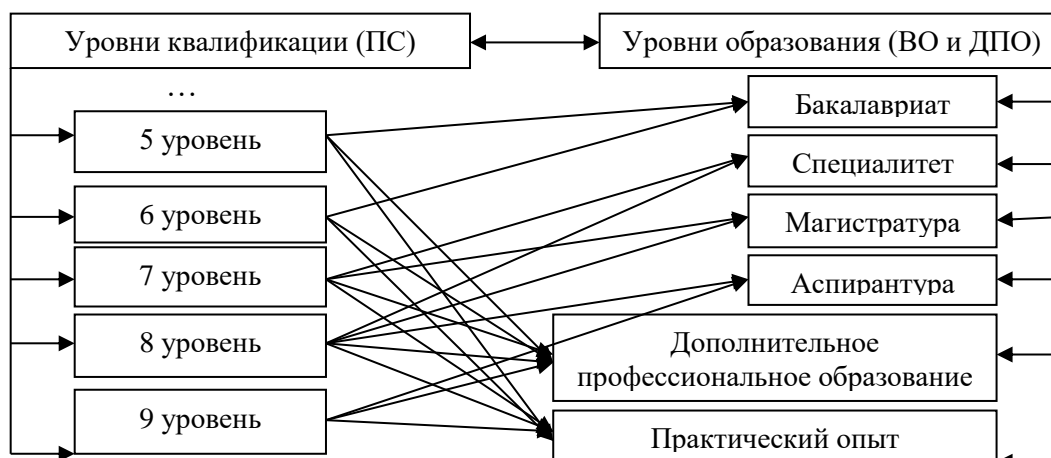 Уровни квалификации (ПС)
Уровни образования (ВО и ДПО)
…
5 уровень
6 уровень
7 уровень
8 уровень
9 уровень
Бакалавриат
Специалитет
Магистратура
Аспирантура
Дополнительное
профессиональное образование
Практический опыт